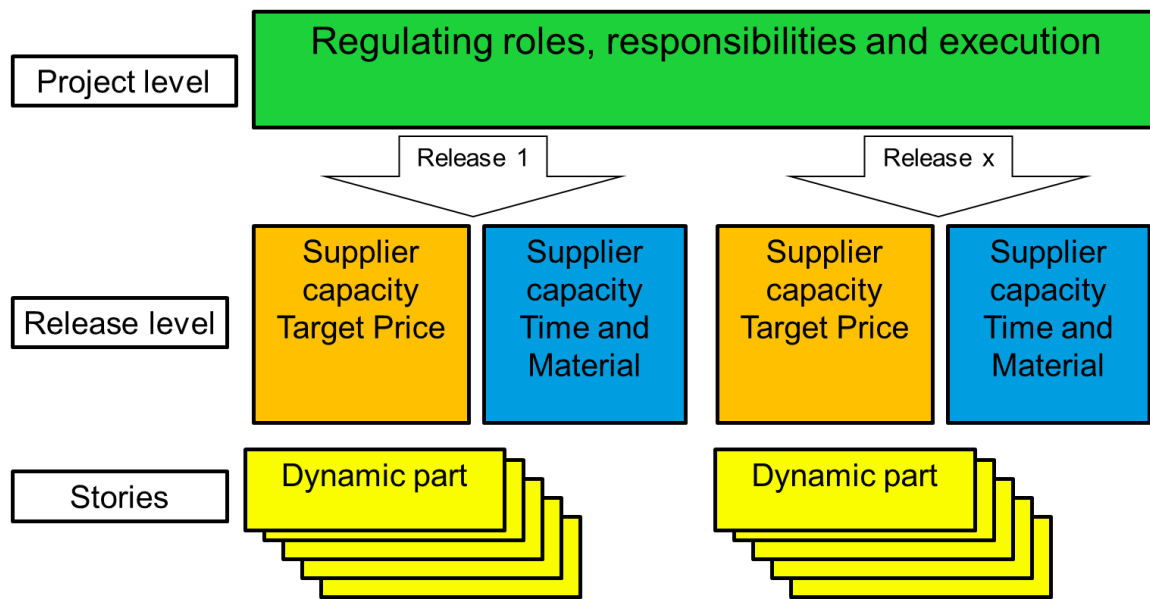 Regulating roles, responsibilities and execution
Project level
Release 1
Release x
Supplier
capacity
Target Price
Supplier
capacity
Time and
Material
Supplier
capacity
Target Price
Supplier
capacity
Time and
Material
Release level
Dynamic part
Dynamic part
Stories